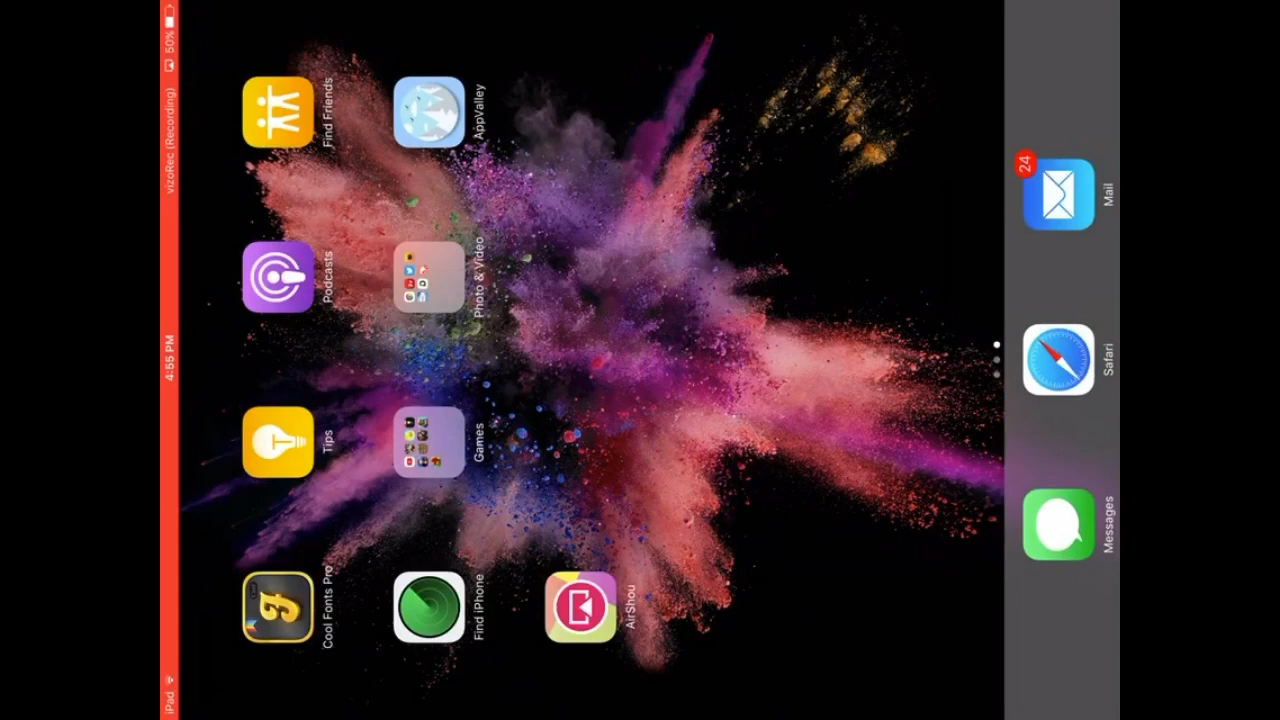 iPad
4:55 PM
vizoRec (Recording)
50%
Cool Fonts Pro
Tips
Podcasts
Find Friends
Find iPhone
Games
Photo & Video
AppValley
AirShou
Messages
Safari
Mail
24